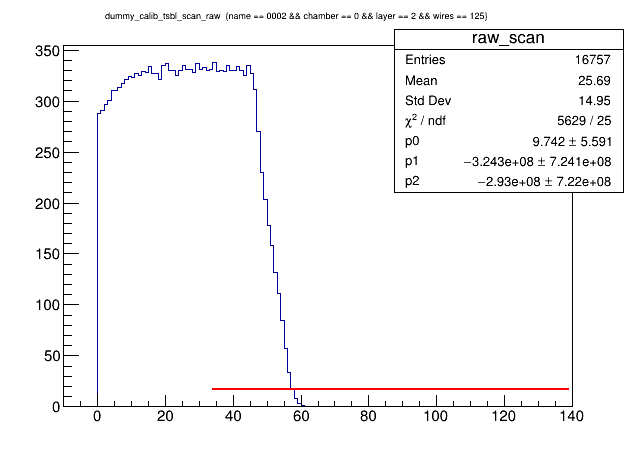 dummy_calib_tsbl_scan_raw (name == 0002 && chamber == 0 && layer == 2 && wires == 125)
raw_scan
Entries 16757
Mean 25.69
Std Dev 14.95
χ² / ndf 5629 / 25
p0 9.742 ± 5.591
p1 −3.243e+08 ± 7.241e+08
p2 −2.93e+08 ± 7.22e+08
350
300
250
200
150
100
50
0
0 20 40 60 80 100 120 140